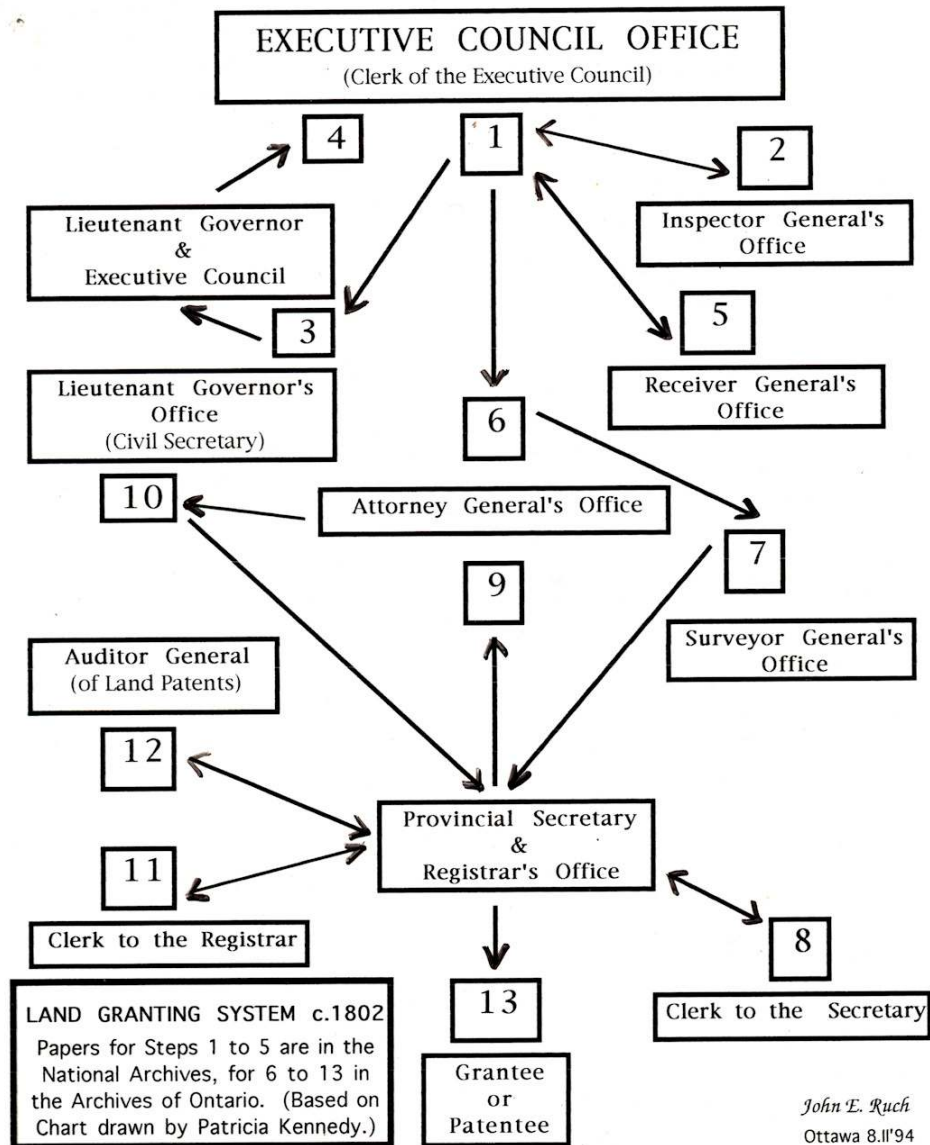 EXECUTIVE COUNCIL OFFICE
(Clerk of the Executive Council)
4
1
2
Lieutenant Governor
&
Executive Council
Inspector General's
Office
3
5
Lieutenant Governor's
Office
(Civil Secretary)
Receiver General's
Office
6
10
Attorney General's Office
7
9
Surveyor General's
Office
Auditor General
(of Land Patents)
12
Provincial Secretary
&
Registrar's Office
11
Clerk to the Registrar
8
Clerk to the Secretary
13
Grantee
or
Patentee
LAND GRANTING SYSTEM c.1802
Papers for Steps 1 to 5 are in the
National Archives, for 6 to 13 in
the Archives of Ontario. (Based on
Chart drawn by Patricia Kennedy.)
John E. Ruch
Ottawa 8.II'94